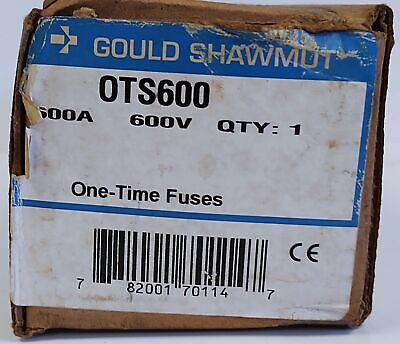 GOULD SHAWMUT
OTS600
600A 600V QTY: 1
One-Time Fuses
CE
7 82001 70114 7